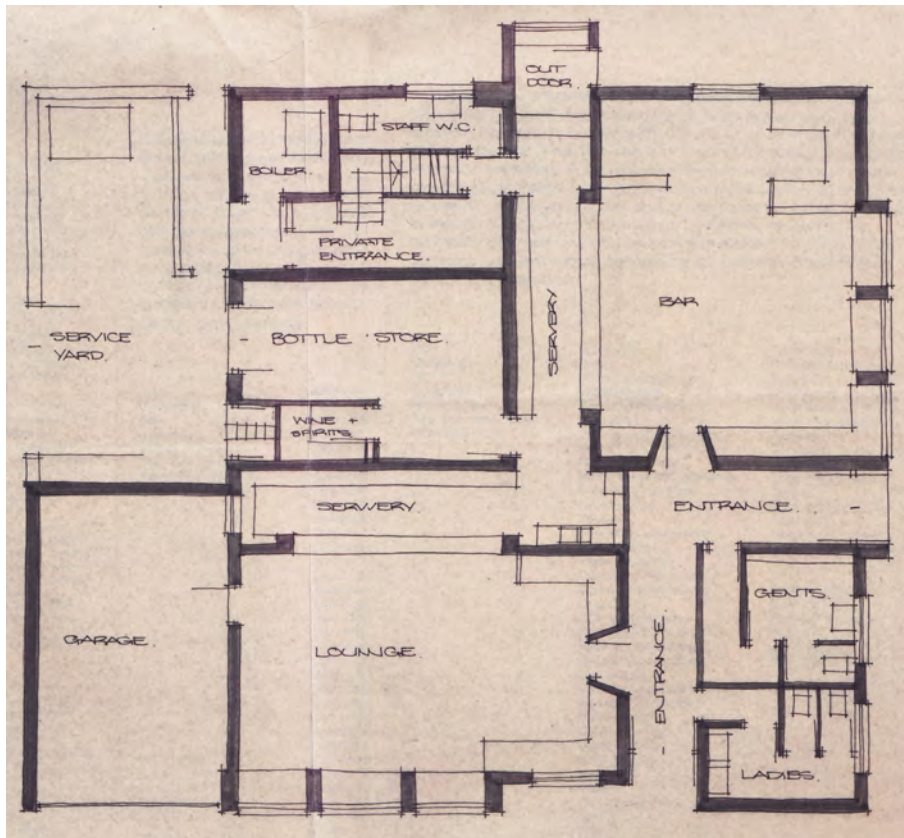 OUT
DOOR.
STAFF W.C.
BOILER.
PRIVATE
ENTRANCE.
SERVICE
YARD.
BOTTLE STORE.
SERVERY
BAR
WINE +
SPIRITS
SERVERY.
ENTRANCE.
GENTS.
GARAGE.
LOUNGE.
ENTRANCE
LADIES.